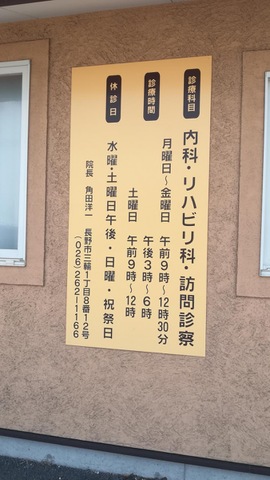 診療科目
内科・リハビリ科・訪問診察
診療時間
月曜日～金曜日 午前9時～12時30分
午後3時～6時
土曜日 午前9時～12時
休診日
水曜・土曜日午後・日曜・祝祭日
院長 角田洋一 長野市三輪1丁目8番12号
(026)262-1166